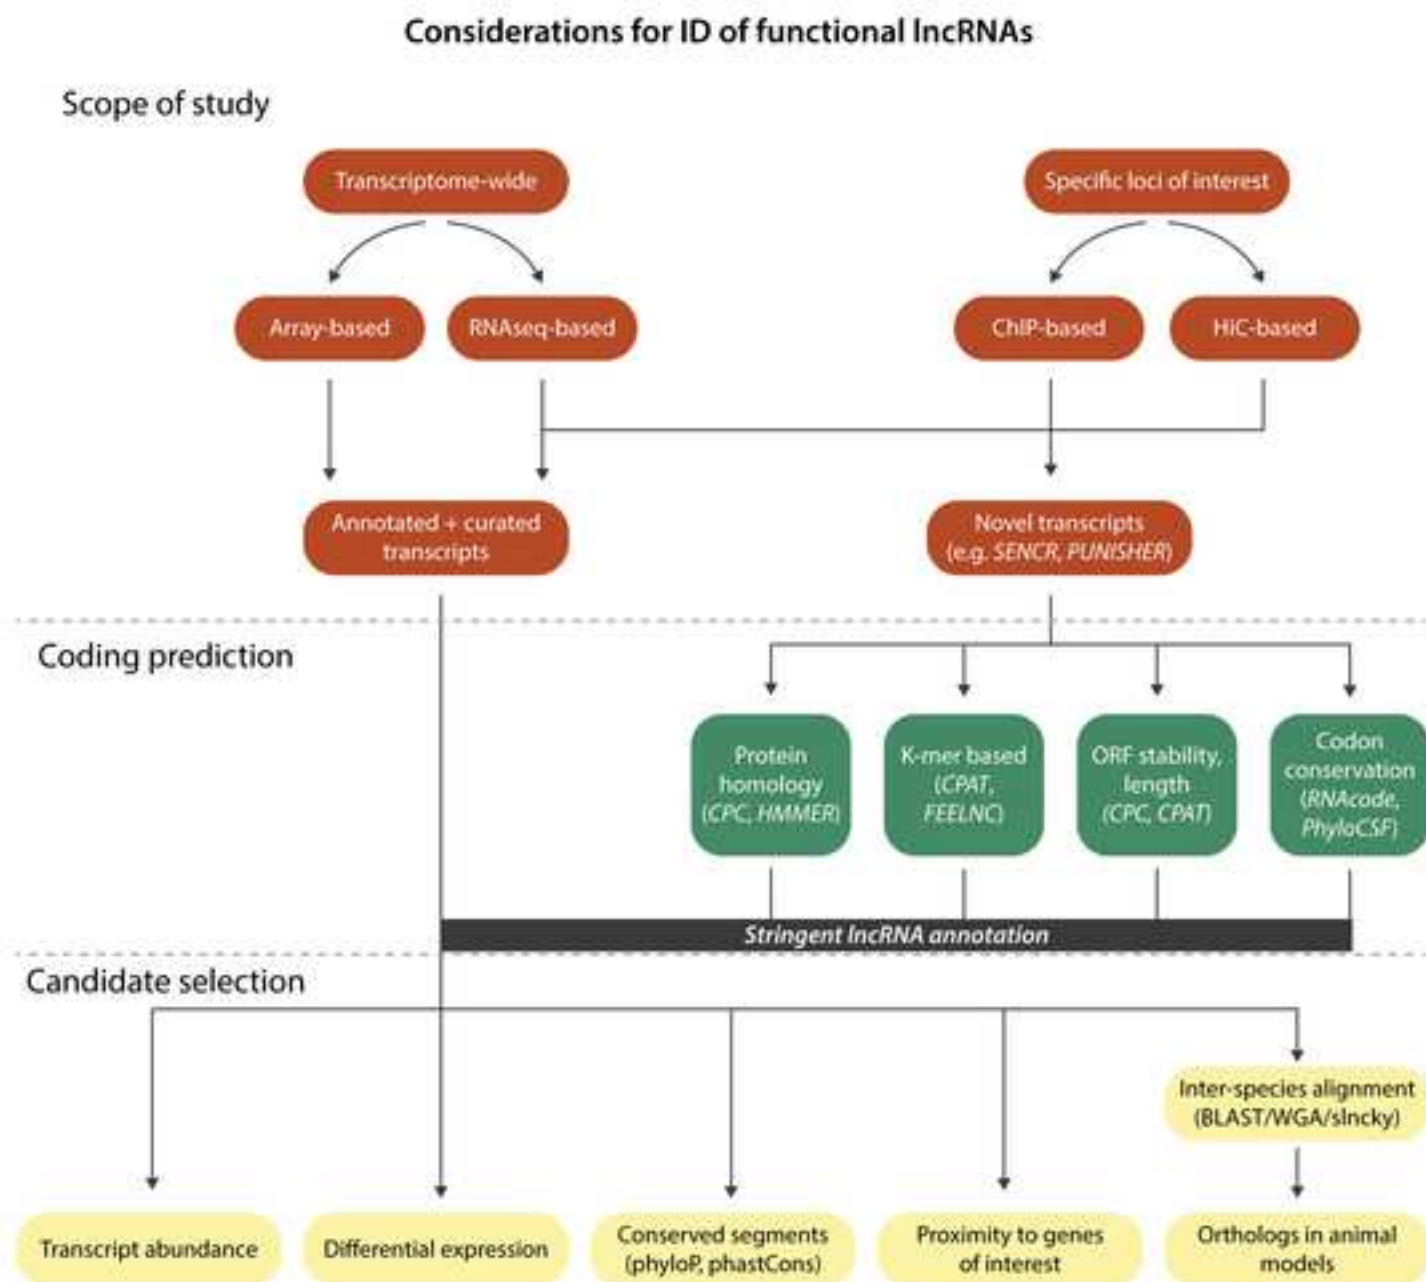 Considerations for ID of functional lncRNAs
Scope of study
Transcriptome-wide
Specific loci of interest
Array-based
RNAseq-based
ChIP-based
HiC-based
Annotated + curated
transcripts
Novel transcripts
(e.g. SENCR, PUNISHER)
Coding prediction
Protein
homology
(CPC, HMMER)
K-mer based
(CPAT,
FEELNC)
ORF stability,
length
(CPC, CPAT)
Codon
conservation
(RNAcode,
PhyloCSF)
Stringent lncRNA annotation
Candidate selection
Inter-species alignment
(BLAST/WGA/slncky)
Transcript abundance
Differential expression
Conserved segments
(phyloP, phastCons)
Proximity to genes
of interest
Orthologs in animal
models